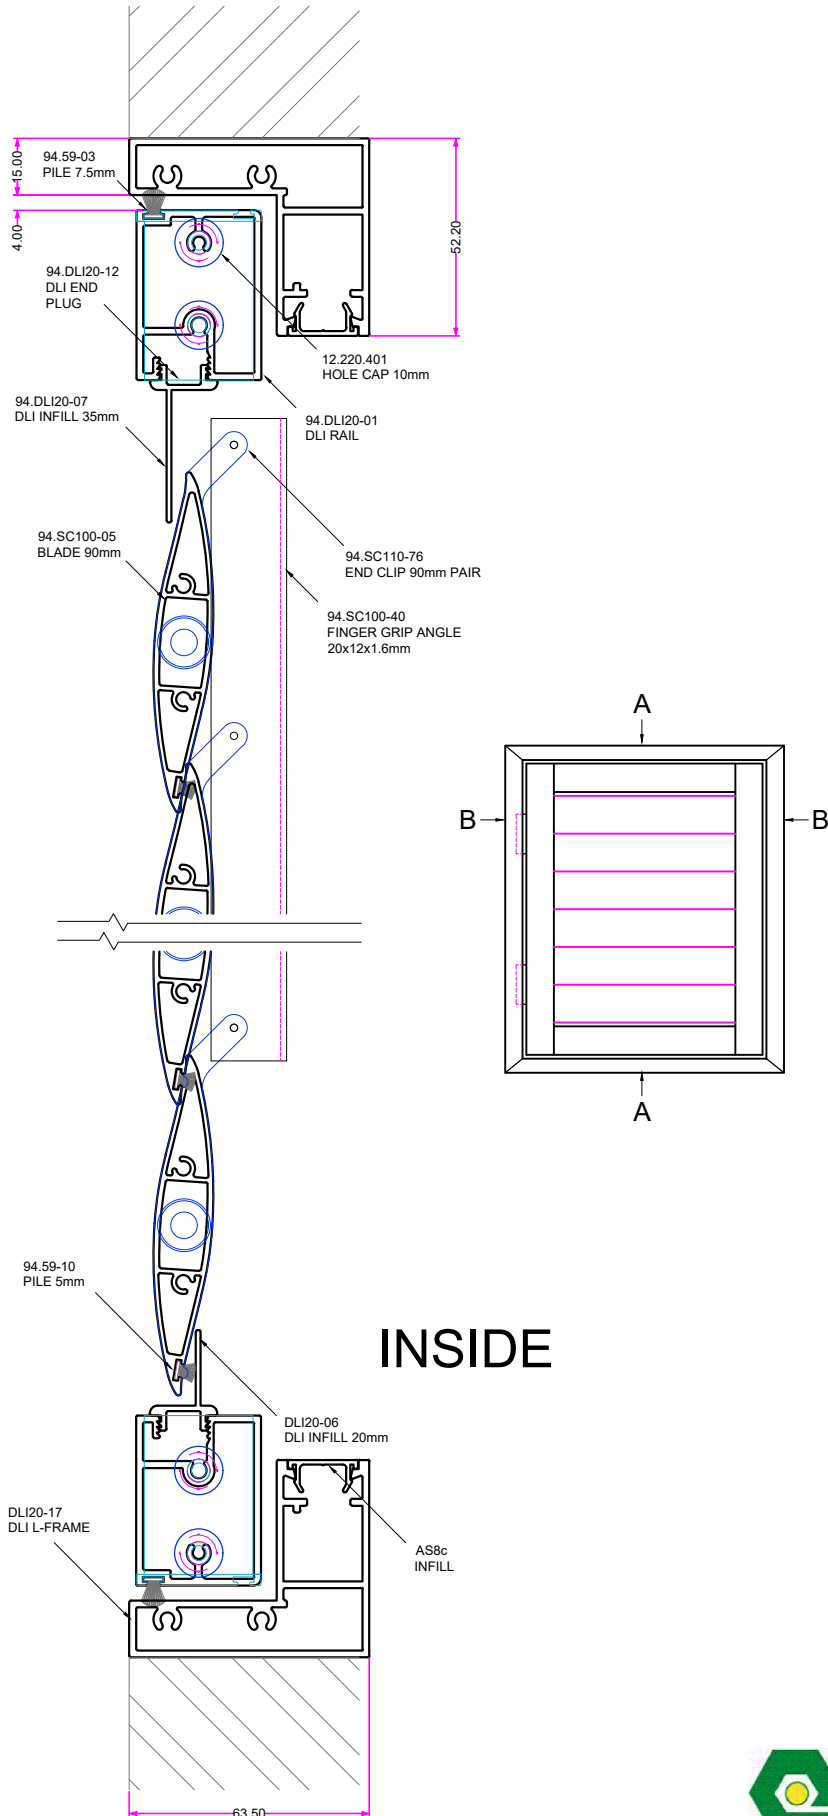 15.00
4.00
52.20
94.59-03
PILE 7.5mm
94.DLI20-12
DLI END
PLUG
12.220.401
HOLE CAP 10mm
94.DLI20-07
DLI INFILL 35mm
94.DLI20-01
DLI RAIL
94.SC100-05
BLADE 90mm
94.SC110-76
END CLIP 90mm PAIR
94.SC100-40
FINGER GRIP ANGLE
20x12x1.6mm
A
B
B
A
94.59-10
PILE 5mm
INSIDE
DLI20-06
DLI INFILL 20mm
DLI20-17
DLI L-FRAME
AS8c
INFILL
63.50